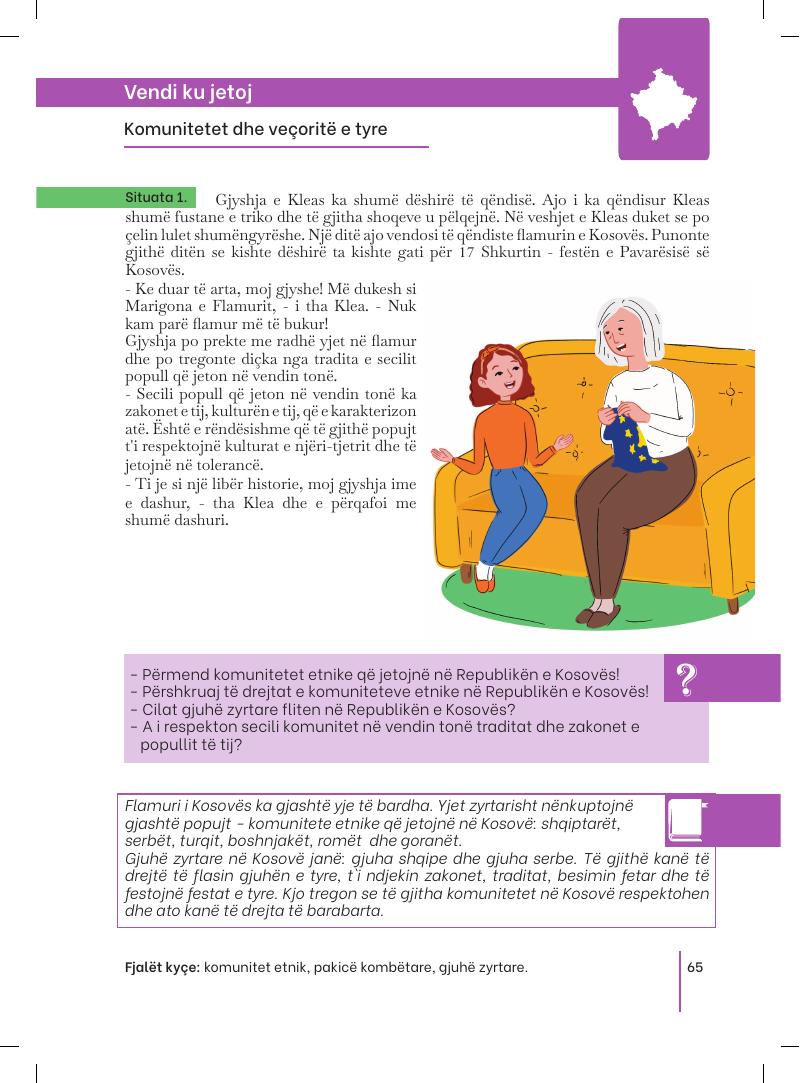 Vendi ku jetoj
Komunitetet dhe veçoritë e tyre
Situata 1. Gjyshja e Kleas ka shumë dëshirë të qëndisë. Ajo i ka qëndisur Kleas
shumë fustane e triko dhe të gjitha shoqeve u pëlqejnë. Në veshjet e Kleas duket se po
çelin lulet shumëngyrëshe. Një ditë ajo vendosi të qëndiste flamurin e Kosovës. Punonte
gjithë ditën se kishte dëshirë ta kishte gati për 17 Shkurtin - festën e Pavarësisë së
Kosovës.
- Ke duar të arta, moj gjyshe! Më dukesh si
Marigona e Flamurit, - i tha Klea. - Nuk
kam parë flamur më të bukur!
Gjyshja po prekte me radhë yjet në flamur
dhe po tregonte diçka nga tradita e secilit
popull që jeton në vendin tonë.
- Secili popull që jeton në vendin tonë ka
zakonet e tij, kulturën e tij, që e karakterizon
atë. Është e rëndësishme që të gjithë popujt
t'i respektojnë kulturat e njëri-tjetrit dhe të
jetojnë në tolerancë.
- Ti je si një libër historie, moj gjyshja ime
e dashur, - tha Klea dhe e përqafoi me
shumë dashuri.
- Përmend komunitetet etnike që jetojnë në Republikën e Kosovës!
- Përshkruaj të drejtat e komuniteteve etnike në Republikën e Kosovës!
- Cilat gjuhë zyrtare fliten në Republikën e Kosovës?
- A i respekton secili komunitet në vendin tonë traditat dhe zakonet e
popullit të tij?
?
Flamuri i Kosovës ka gjashtë yje të bardha. Yjet zyrtarisht nënkuptojnë
gjashtë popujt - komunitete etnike që jetojnë në Kosovë: shqiptarët,
serbët, turqit, boshnjakët, romët dhe goranët.
Gjuhë zyrtare në Kosovë janë: gjuha shqipe dhe gjuha serbe. Të gjithë kanë të
drejtë të flasin gjuhën e tyre, t'i ndjekin zakonet, traditat, besimin fetar dhe të
festojnë festat e tyre. Kjo tregon se të gjitha komunitetet në Kosovë respektohen
dhe ato kanë të drejta të barabarta.
Fjalët kyçe: komunitet etnik, pakicë kombëtare, gjuhë zyrtare.
65